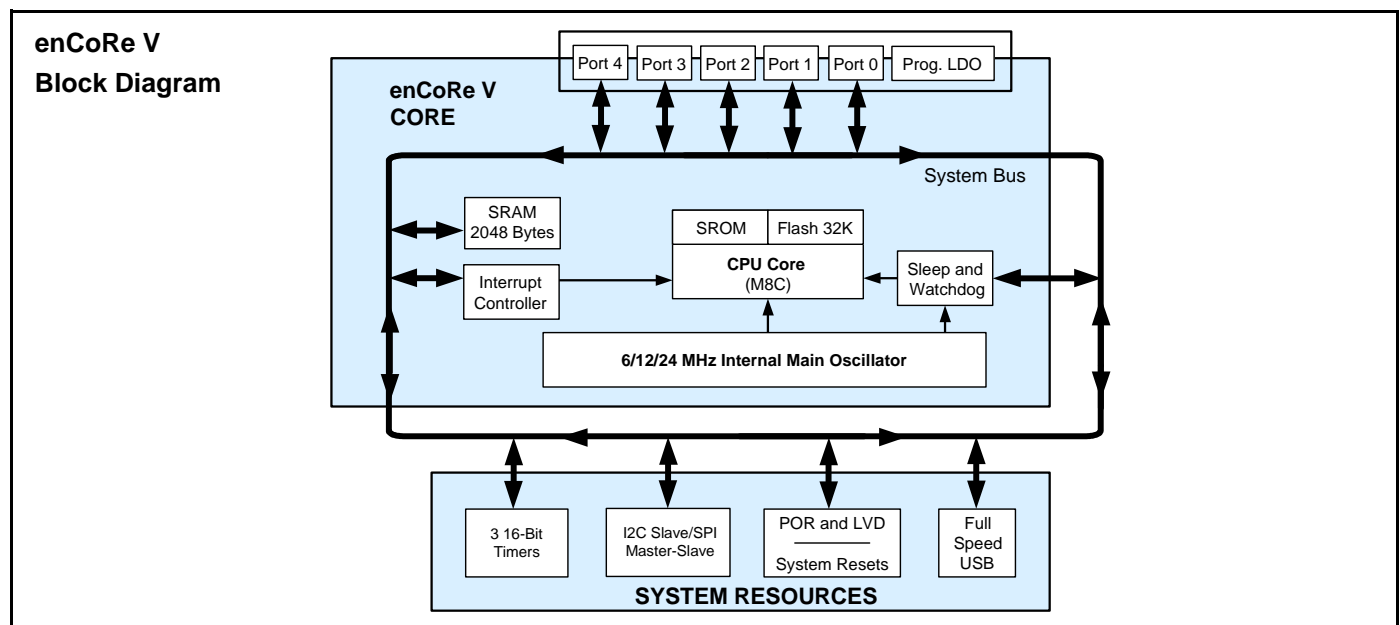 enCoRe V
Block Diagram
Port 4
Port 3
Port 2
Port 1
Port 0
Prog. LDO
enCoRe V
CORE
System Bus
SRAM
2048 Bytes
SROM
Flash 32K
CPU Core
(M8C)
Interrupt
Controller
Sleep and
Watchdog
6/12/24 MHz Internal Main Oscillator
3 16-Bit
Timers
I2C Slave/SPI
Master-Slave
POR and LVD
System Resets
Full
Speed
USB
SYSTEM RESOURCES